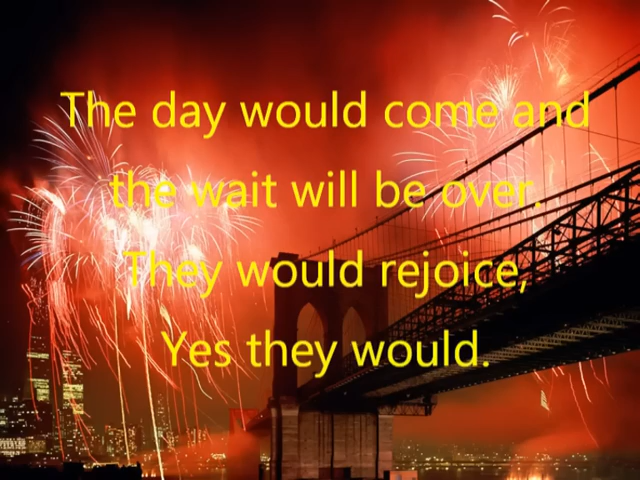 The day would come and
the wait will be over.
They would rejoice,
Yes they would.